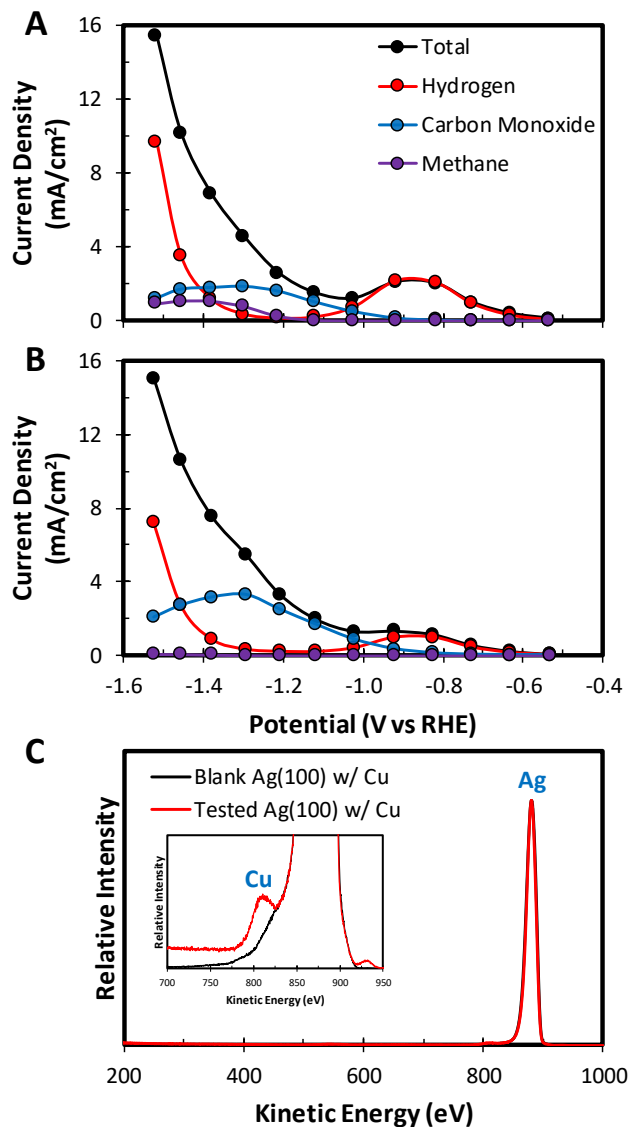 A
16
12
8
4
0
Current Density
(mA/cm²)
Total
Hydrogen
Carbon Monoxide
Methane
B
16
12
8
4
0
Current Density
(mA/cm²)
-1.6 -1.4 -1.2 -1.0 -0.8 -0.6 -0.4
Potential (V vs RHE)
C
Blank Ag(100) w/ Cu
Tested Ag(100) w/ Cu
Ag
Cu
Relative Intensity
700 750 800 850 900 950
Kinetic Energy (eV)
Relative Intensity
200 400 600 800 1000
Kinetic Energy (eV)